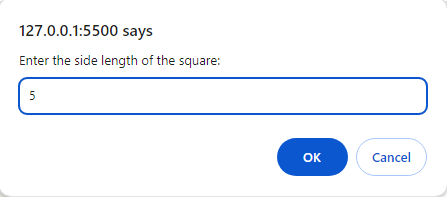 127.0.0.1:5500 says
Enter the side length of the square:
5
OK Cancel